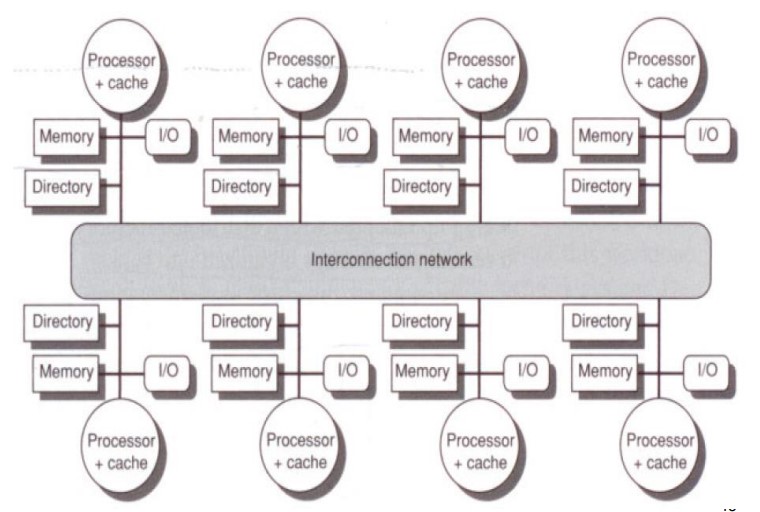 Processor
+ cache
Processor
+ cache
Processor
+ cache
Processor
+ cache
Memory
I/O
Memory
I/O
Memory
I/O
Memory
I/O
Directory
Directory
Directory
Directory
Interconnection network
Directory
Directory
Directory
Directory
Memory
I/O
Memory
I/O
Memory
I/O
Memory
I/O
Processor
+ cache
Processor
+ cache
Processor
+ cache
Processor
+ cache